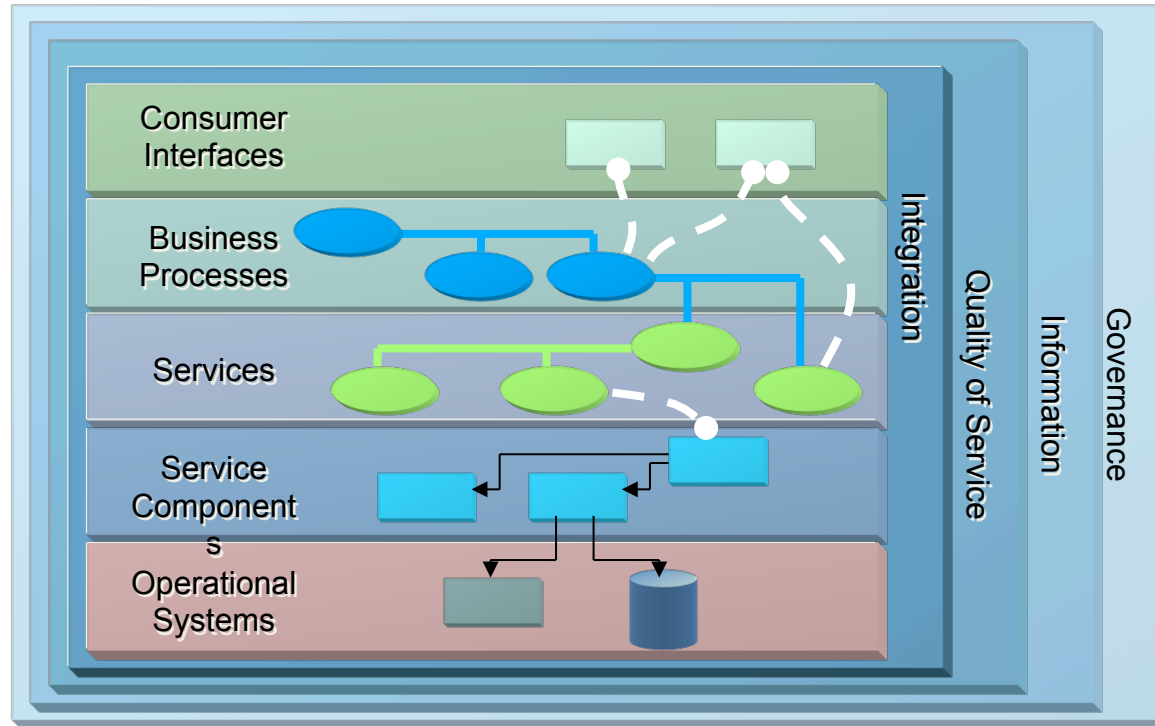 Consumer
Interfaces
Business
Processes
Services
Service
Component
s
Operational
Systems
Integration
Quality of Service
Information
Governance